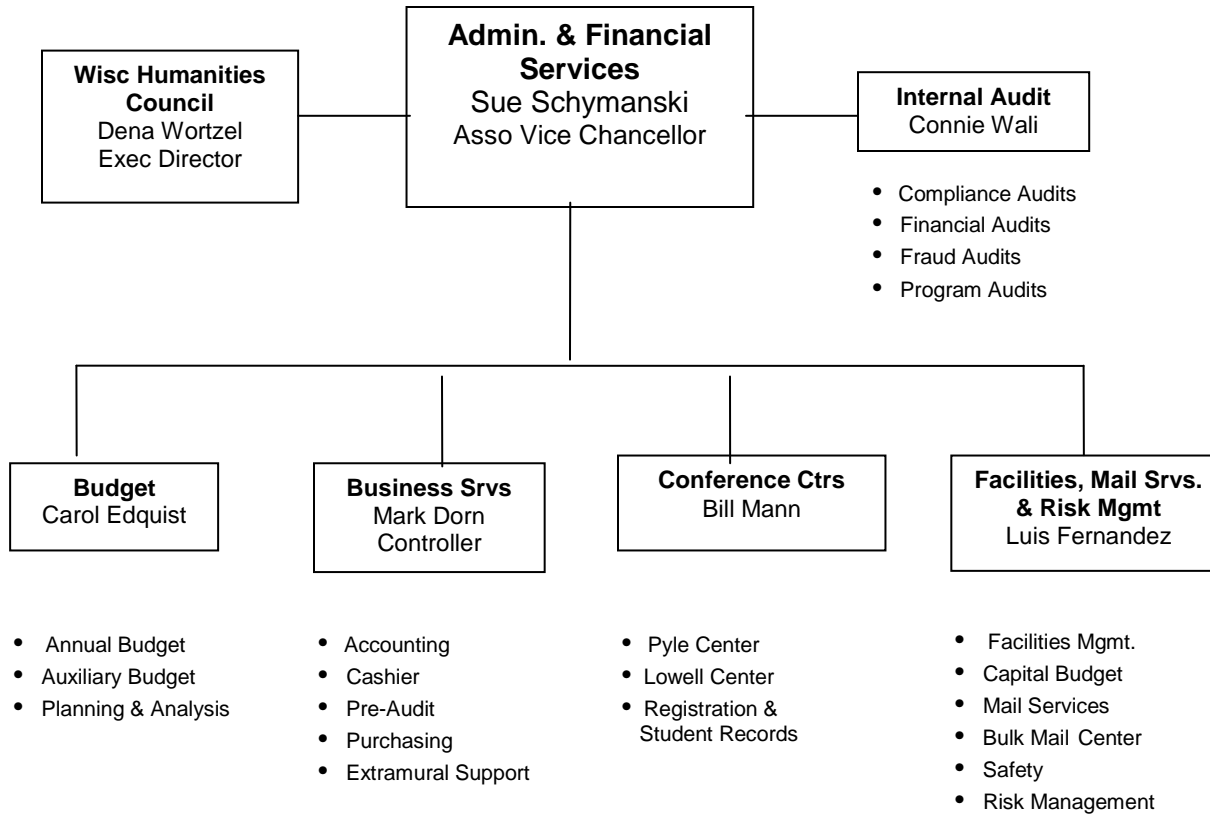 Admin. & Financial
Services
Sue Schymanski
Asso Vice Chancellor
Wisc Humanities
Council
Dena Wortzel
Exec Director
Internal Audit
Connie Wali
• Compliance Audits
• Financial Audits
• Fraud Audits
• Program Audits
Budget
Carol Edquist
• Annual Budget
• Auxiliary Budget
• Planning & Analysis
Business Srvs
Mark Dorn
Controller
• Accounting
• Cashier
• Pre-Audit
• Purchasing
• Extramural Support
Conference Ctrs
Bill Mann
• Pyle Center
• Lowell Center
• Registration &
Student Records
Facilities, Mail Srvs.
& Risk Mgmt
Luis Fernandez
• Facilities Mgmt.
• Capital Budget
• Mail Services
• Bulk Mail Center
• Safety
• Risk Management